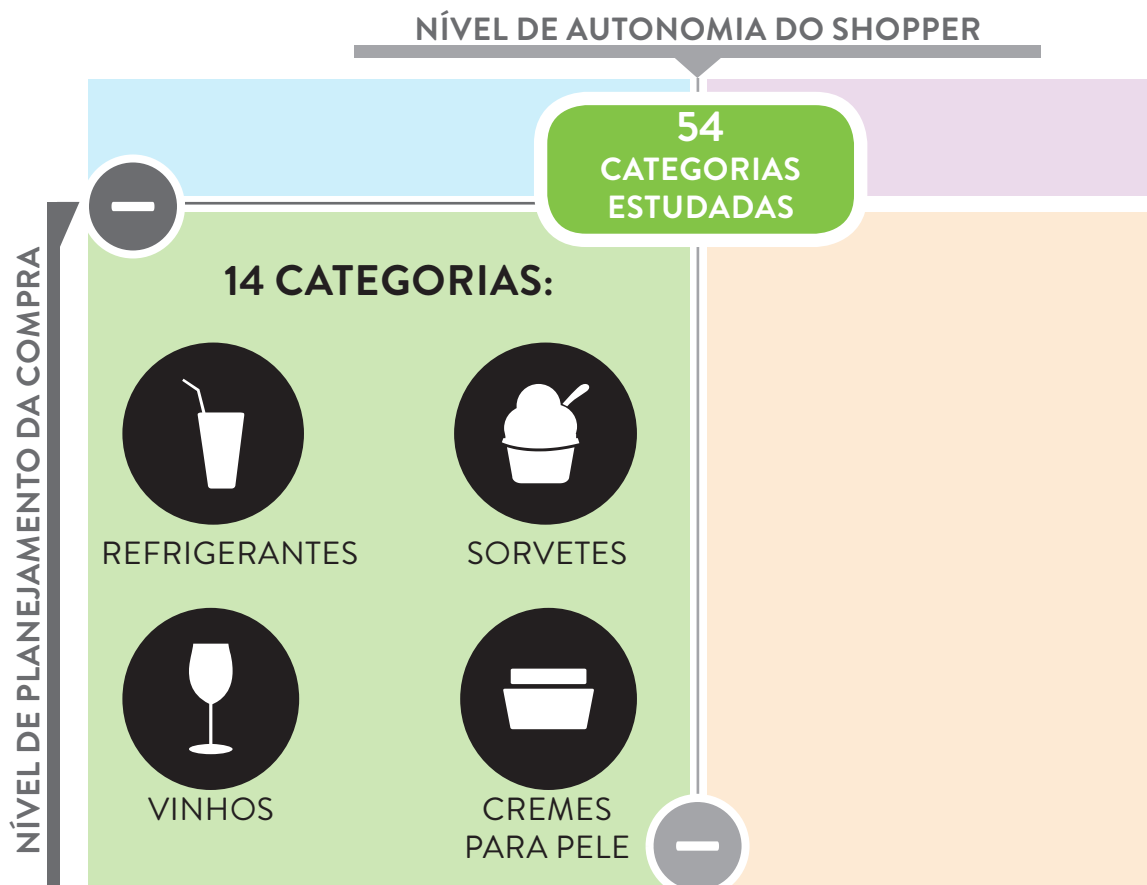 NÍVEL DE AUTONOMIA DO SHOPPER
54
CATEGORIAS
ESTUDADAS
NÍVEL DE PLANEJAMENTO DA COMPRA
14 CATEGORIAS:
REFRIGERANTES
SORVETES
VINHOS
CREMES
PARA PELE